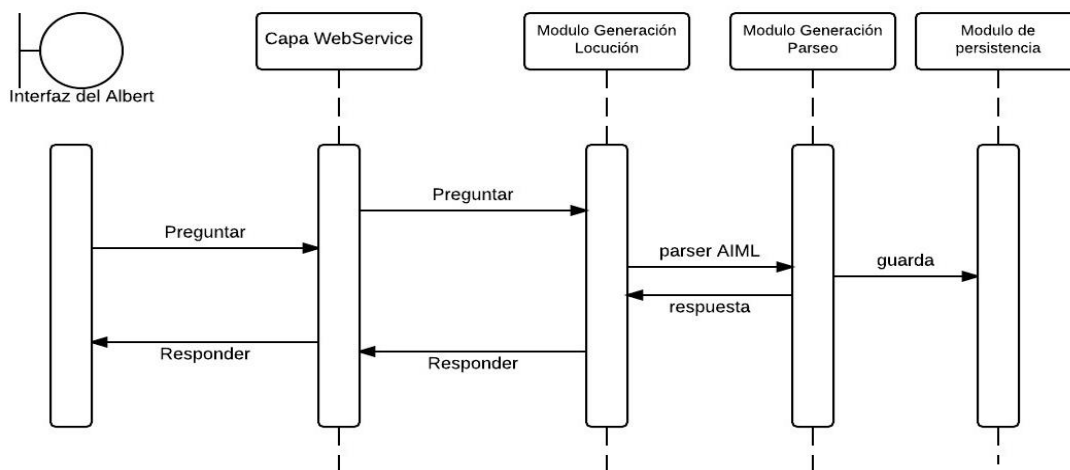 Interfaz del Albert
Capa WebService
Modulo Generación
Locución
Modulo Generación
Parseo
Modulo de
persistencia
Preguntar
Preguntar
parser AIML
guarda
respuesta
Responder
Responder